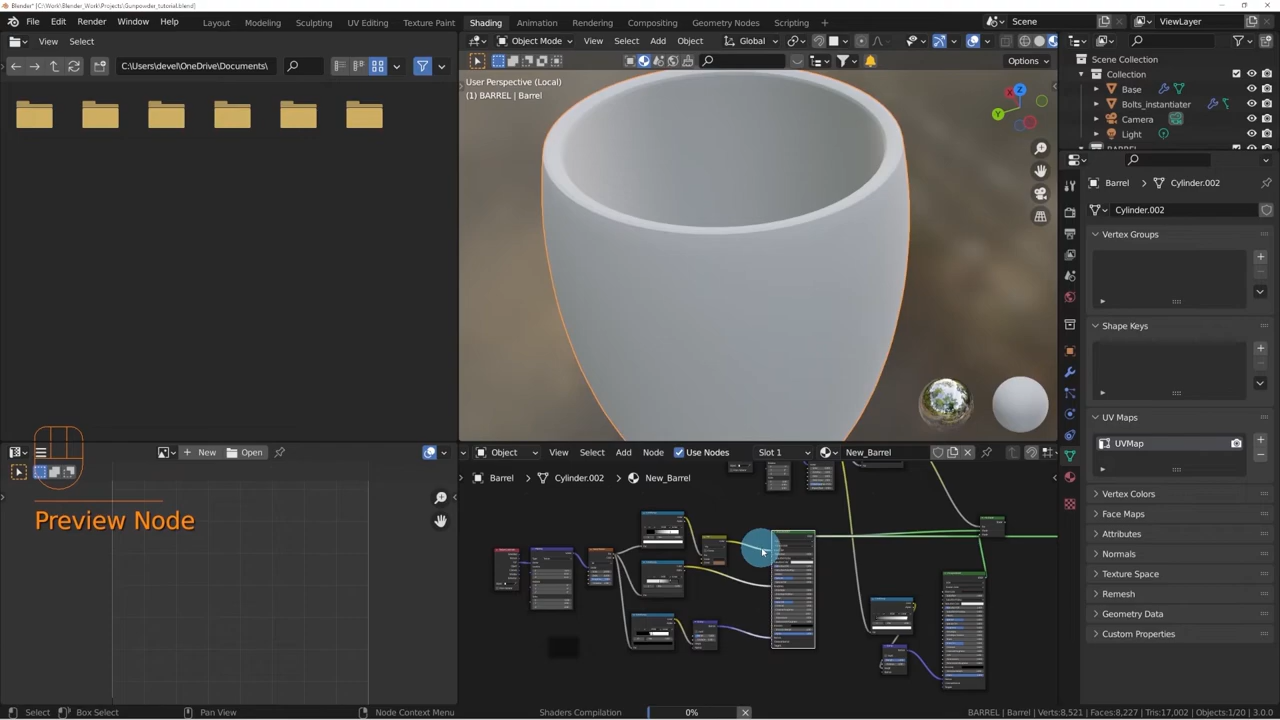 Blender* [C:\Work\Blender_Work\Projects\Gunpowder_tutorial.blend]
File Edit Render Window Help Layout Modeling Sculpting UV Editing Texture Paint Shading Animation Rendering Compositing Geometry Nodes Scripting Scene ViewLayer
View Select Object Mode View Select Add Object Global
C:\Users\devel\OneDrive\Documents\ Options
User Perspective (Local)
(1) BARREL | Barrel
X
Y
Z
Scene Collection
Collection
Base
Bolts_instantiater
Camera
Light
BARREL
Barrel Cylinder.002
Cylinder.002
Vertex Groups
Shape Keys
UV Maps
UVMap
Vertex Colors
Face Maps
Attributes
Normals
Texture Space
Remesh
Geometry Data
Custom Properties
New Open
Object View Select Add Node Use Nodes Slot 1 New_Barrel
Barrel Cylinder.002 New_Barrel
Preview Node
Select Box Select Pan View Node Context Menu Shaders Compilation 0% BARREL | Barrel | Verts:8,521 | Faces:8,227 | Tris:17,002 | Objects:1/20 | 3.0.0